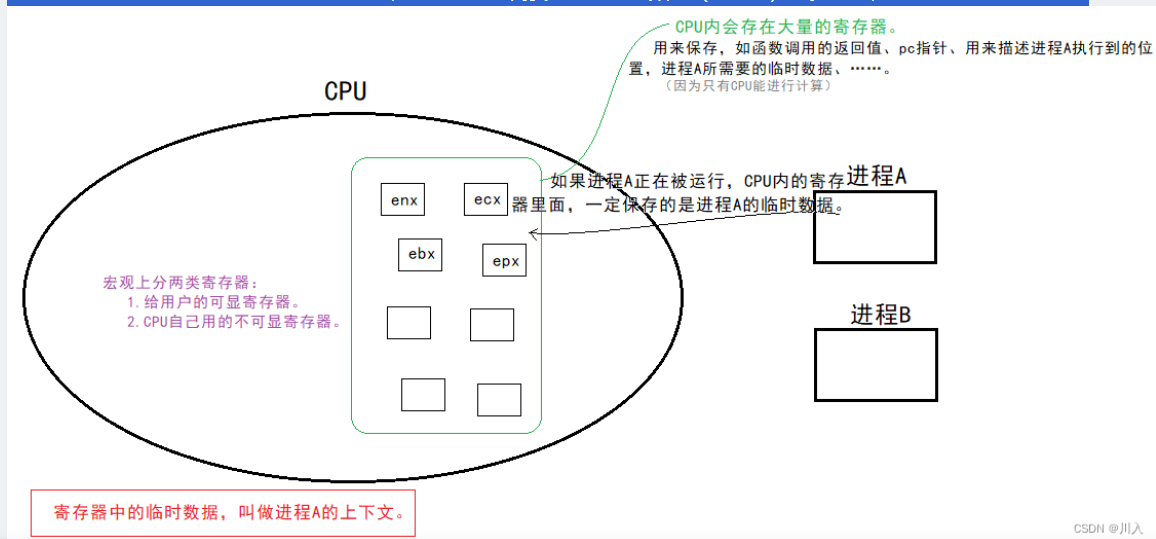 CPU内会存在大量的寄存器。
用来保存，如函数调用的返回值、pc指针、用来描述进程A执行到的位
置，进程A所需要的临时数据、……。
（因为只有CPU能进行计算）
CPU
如果进程A正在被运行，CPU内的寄存
器里面，一定保存的是进程A的临时数据。
进程A
enx
ecx
ebx
epx
宏观上分两类寄存器：
1.给用户的可显寄存器。
2.CPU自己用的不可显寄存器。
进程B
寄存器中的临时数据，叫做进程A的上下文。
CSDN @川入